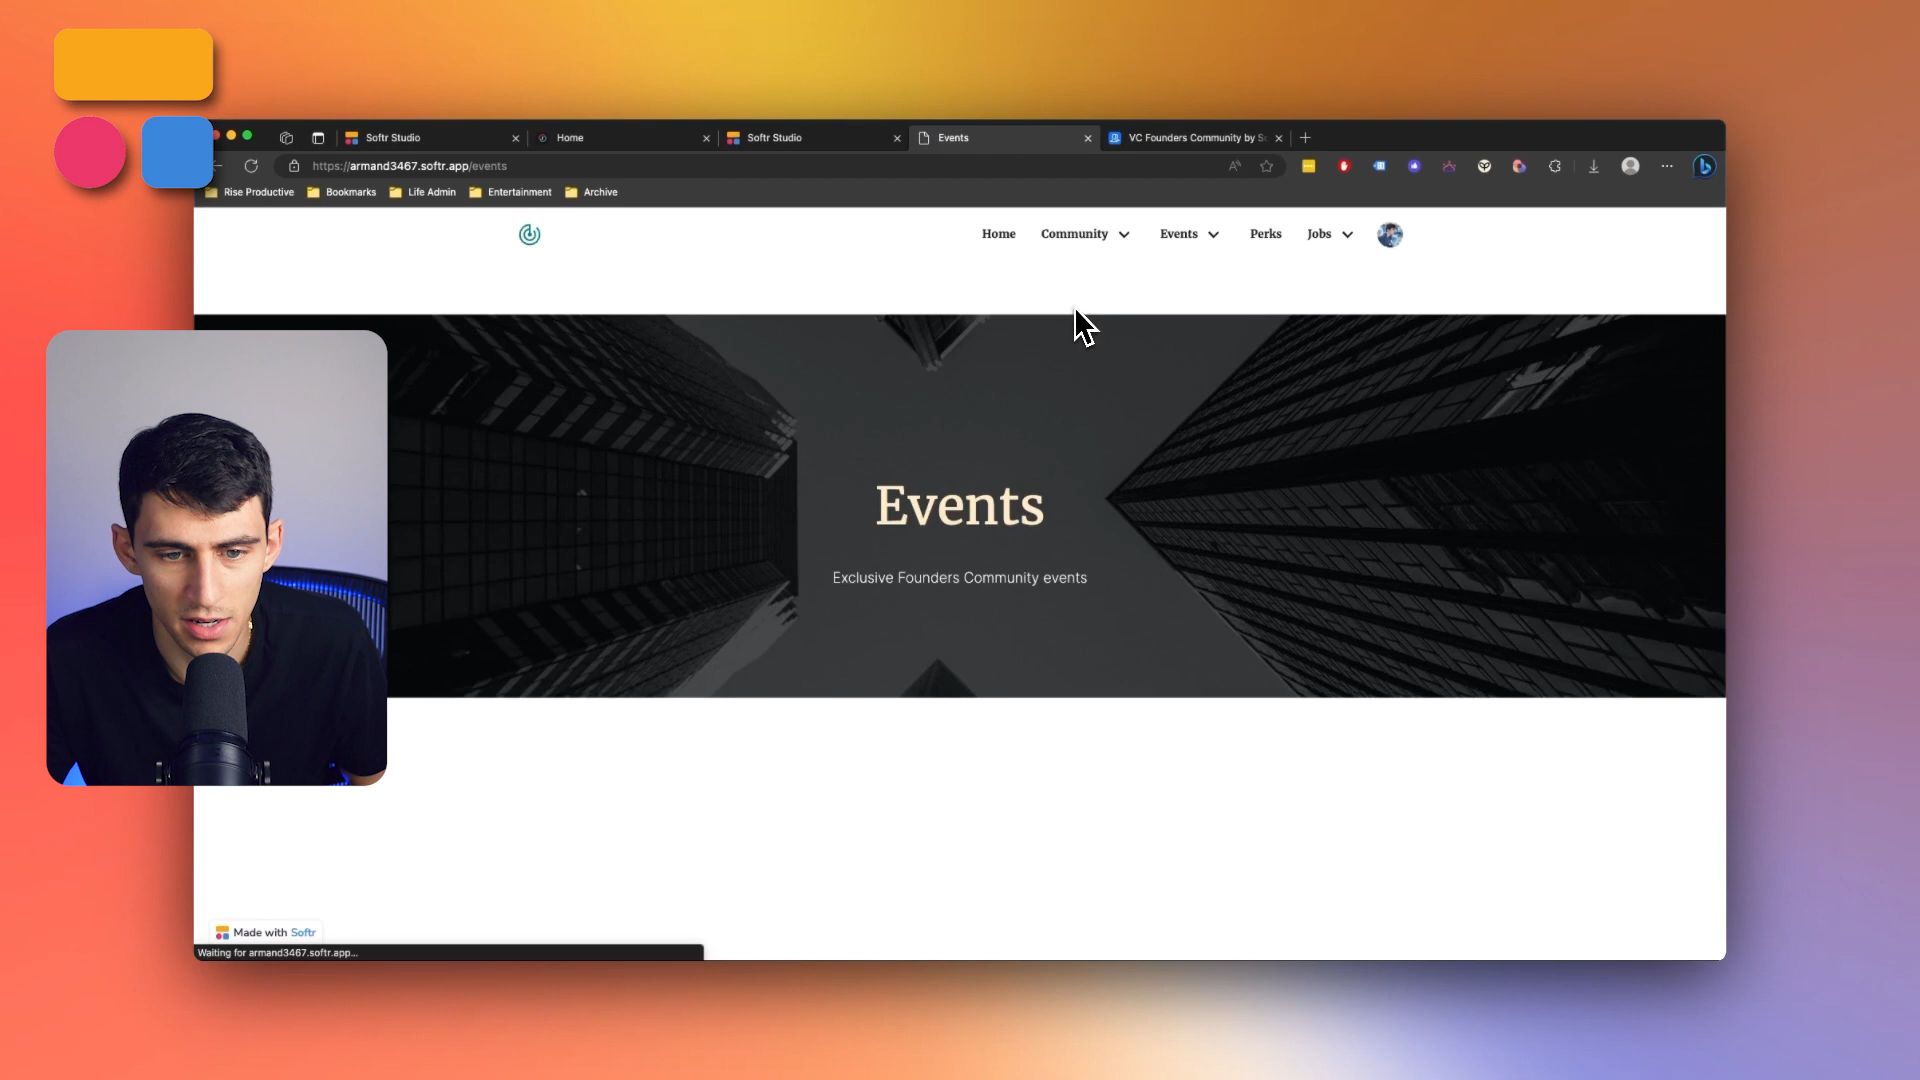 Softr Studio
Home
Softr Studio
Events
VC Founders Community by
https://armand3467.softr.app/events
Rise Productive
Bookmarks
Life Admin
Entertainment
Archive
Home
Community
Events
Perks
Jobs
Events
Exclusive Founders Community events
Made with Softr
Waiting for armand3467.softr.app...